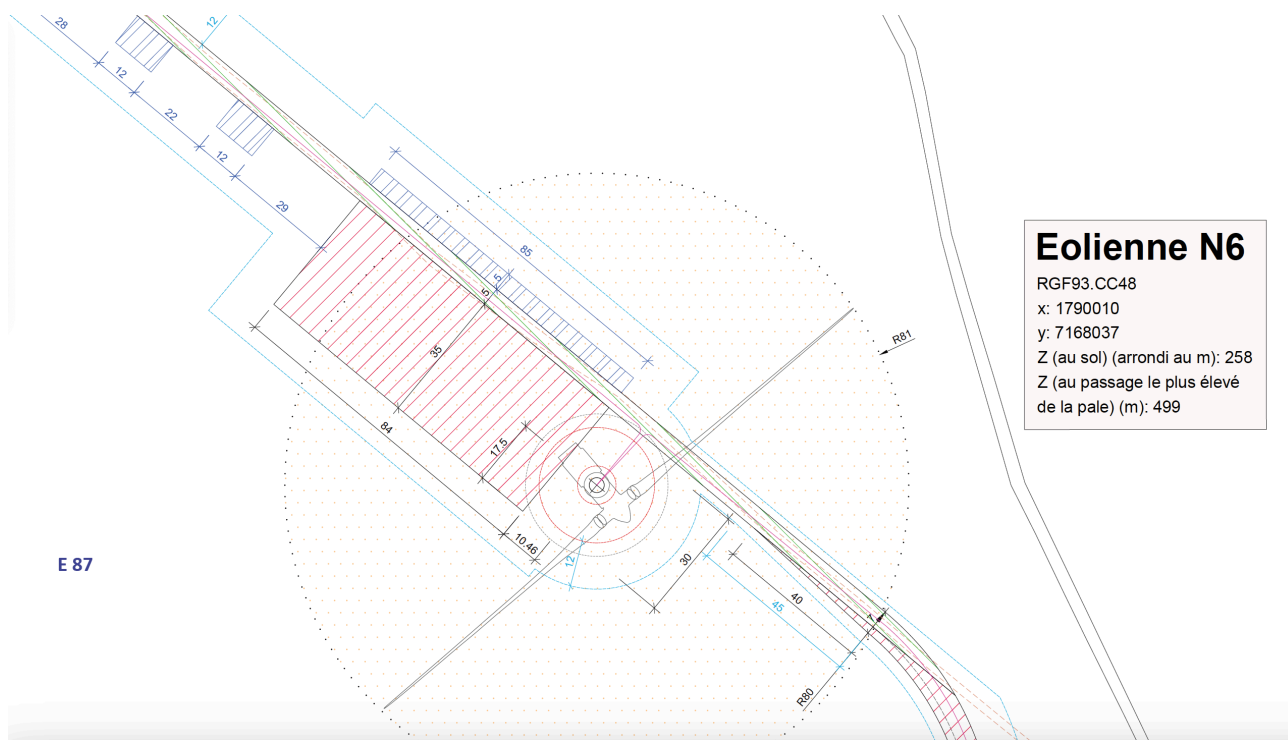 28
12
12
22
12
29
85
5
5
35
84
17.5
10.46
12
30
40
45
7
R80
R81
E 87
Eolienne N6
RGF93.CC48
x: 1790010
y: 7168037
Z (au sol) (arrondi au m): 258
Z (au passage le plus élevé
de la pale) (m): 499